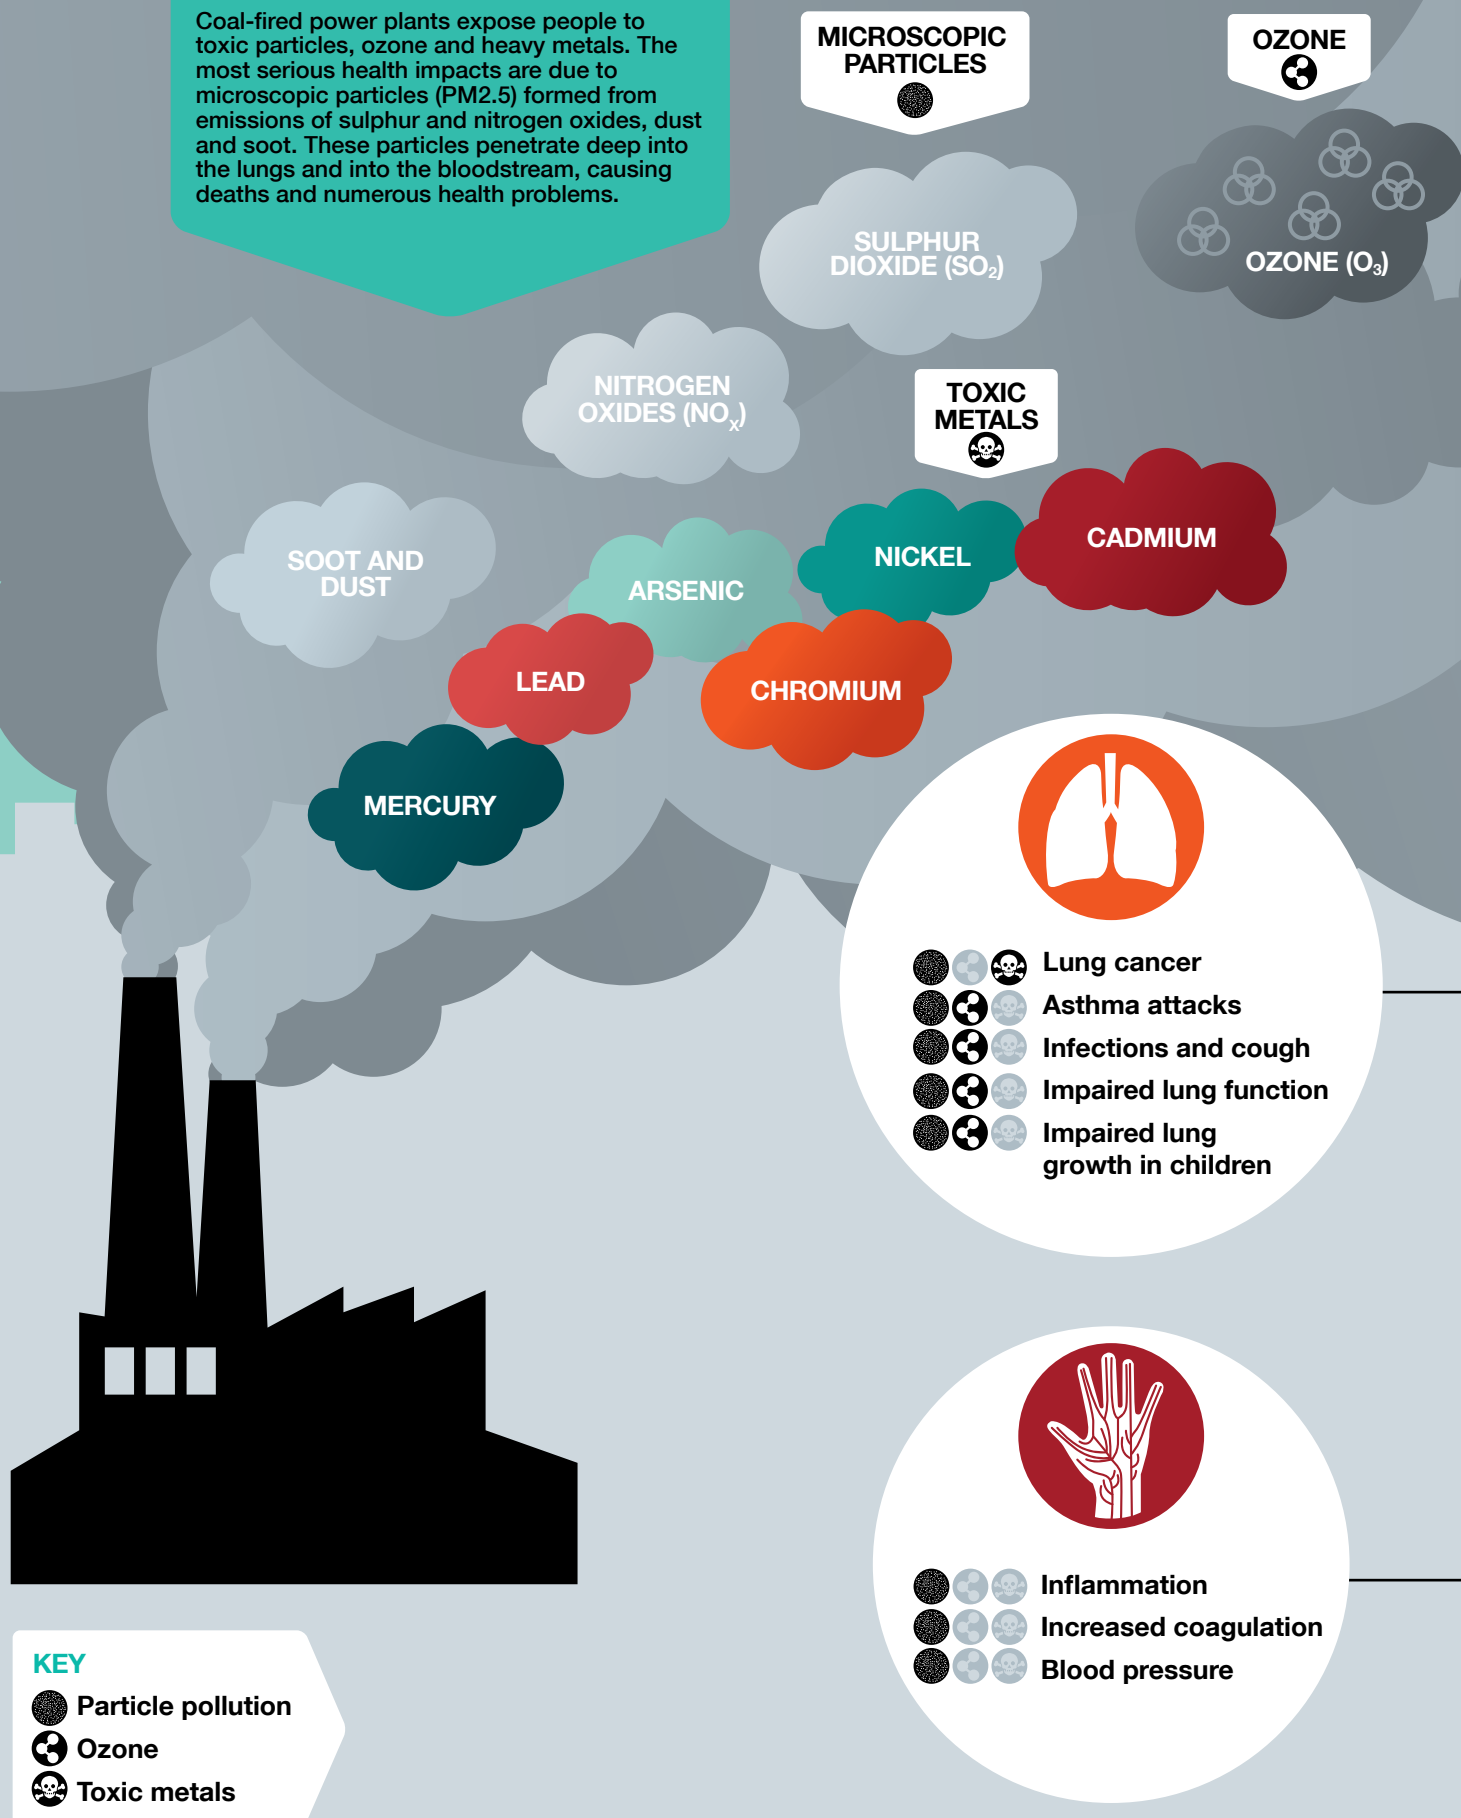 Coal-fired power plants expose people to
toxic particles, ozone and heavy metals. The
most serious health impacts are due to
microscopic particles (PM2.5) formed from
emissions of sulphur and nitrogen oxides, dust
and soot. These particles penetrate deep into
the lungs and into the bloodstream, causing
deaths and numerous health problems.
MICROSCOPIC
PARTICLES
OZONE
SULPHUR
DIOXIDE (SO₂)
OZONE (O₃)
NITROGEN
OXIDES (NOₓ)
TOXIC
METALS
SOOT AND
DUST
ARSENIC
NICKEL
CADMIUM
LEAD
CHROMIUM
MERCURY
Lung cancer
Asthma attacks
Infections and cough
Impaired lung function
Impaired lung
growth in children
Inflammation
Increased coagulation
Blood pressure
KEY
Particle pollution
Ozone
Toxic metals